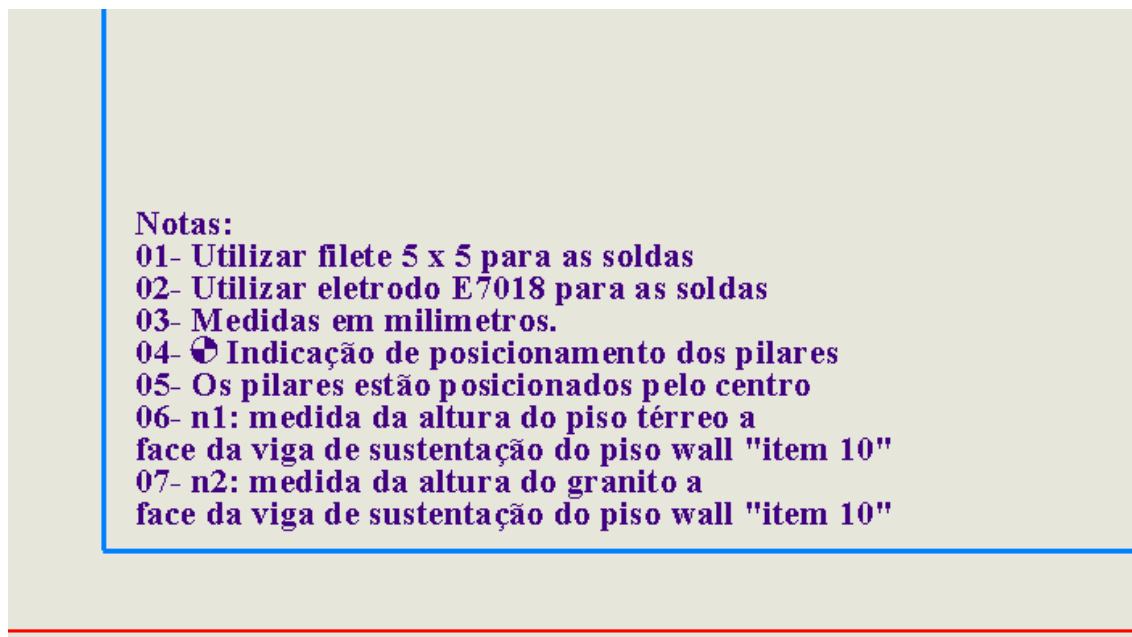 Notas:
01- Utilizar filete 5 x 5 para as soldas
02- Utilizar eletrodo E7018 para as soldas
03- Medidas em milimetros.
04- Indicação de posicionamento dos pilares
05- Os pilares estão posicionados pelo centro
06- n1: medida da altura do piso térreo a
face da viga de sustentação do piso wall "item 10"
07- n2: medida da altura do granito a
face da viga de sustentação do piso wall "item 10"